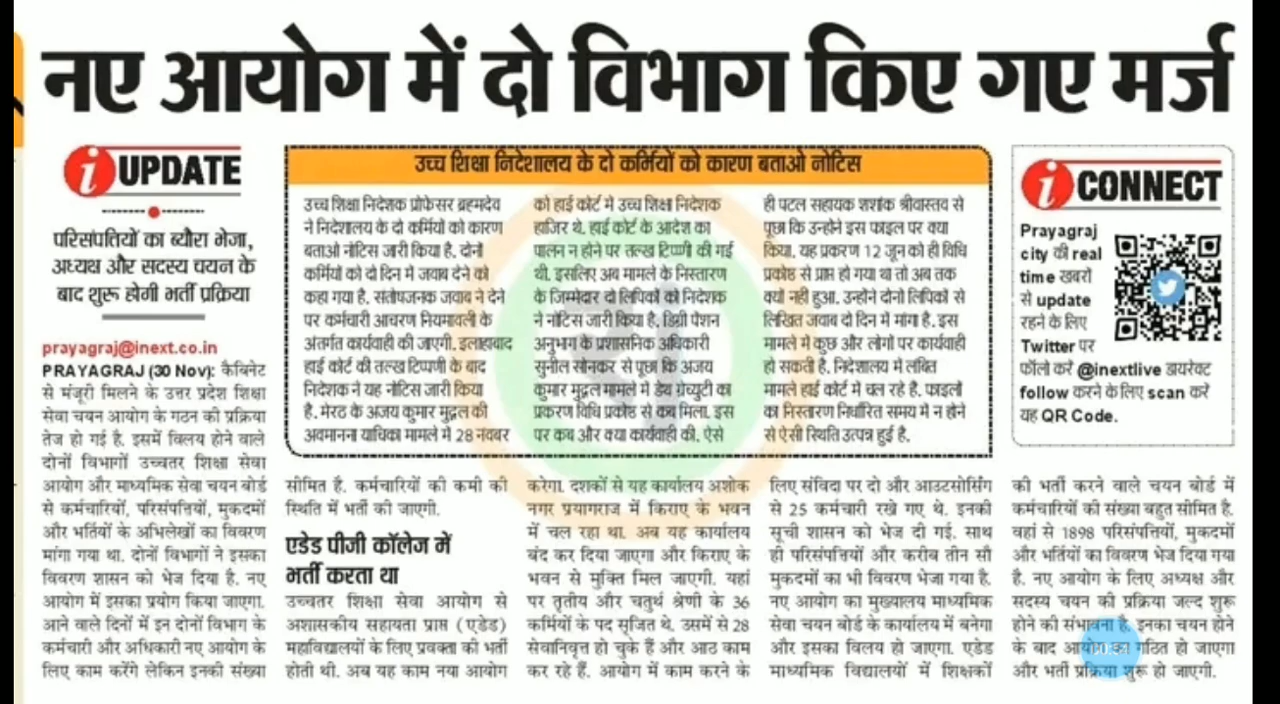 नए आयोग में दो विभाग किए गए मर्ज
i UPDATE
परिसंपत्तियों का ब्यौरा भेजा,
अध्यक्ष और सदस्य चयन के
बाद शुरू होगी भर्ती प्रक्रिया
prayagraj@inext.co.in
PRAYAGRAJ (30 Nov): कैबिनेट
से मंजूरी मिलने के उत्तर प्रदेश शिक्षा
सेवा चयन आयोग के गठन की प्रक्रिया
तेज हो गई है. इसमें विलय होने वाले
दोनों विभागों उच्चतर शिक्षा सेवा
आयोग और माध्यमिक सेवा चयन बोर्ड
से कर्मचारियों, परिसंपत्तियों, मुकदमों
और भर्तियों के अभिलेखों का विवरण
मांगा गया था. दोनों विभागों ने इसका
विवरण शासन को भेज दिया है. नए
आयोग में इसका प्रयोग किया जाएगा.
आने वाले दिनों में इन दोनों विभाग के
कर्मचारी और अधिकारी नए आयोग के
लिए काम करेंगे लेकिन इनकी संख्या
उच्च शिक्षा निदेशालय के दो कर्मियों को कारण बताओ नोटिस
उच्च शिक्षा निदेशक प्रोफेसर ब्रह्मदेव
ने निदेशालय के दो कर्मियों को कारण
बताओ नोटिस जारी किया है. दोनों
कर्मियों को दो दिन में जवाब देने को
कहा गया है. संतोषजनक जवाब न देने
पर कर्मचारी आचरण नियमावली के
अंतर्गत कार्यवाही की जाएगी. इलाहाबाद
हाई कोर्ट की तल्ख टिप्पणी के बाद
निदेशक ने यह नोटिस जारी किया
है. मेरठ के अजय कुमार मुद्गल की
अवमानना याचिका मामले में 28 नवंबर
को हाई कोर्ट में उच्च शिक्षा निदेशक
हाजिर थे. हाई कोर्ट के आदेश का
पालन न होने पर तल्ख टिप्पणी की गई
थी. इसलिए अब मामले के निस्तारण
के जिम्मेदार दो लिपिकों को निदेशक
ने नोटिस जारी किया है. डिग्री पेंशन
अनुभाग के प्रशासनिक अधिकारी
सुनील सोनकर से पूछा कि अजय
कुमार मुद्गल मामले में डेथ ग्रेच्युटी का
प्रकरण विधि प्रकोष्ठ से कब मिला. इस
पर कब और क्या कार्यवाही की. ऐसे
ही पटल सहायक शशांक श्रीवास्तव से
पूछा कि उन्होंने इस फाइल पर क्या
किया. यह प्रकरण 12 जून को ही विधि
प्रकोष्ठ से प्राप्त हो गया था तो अब तक
क्यों नहीं हुआ. उन्होंने दोनों लिपिकों से
लिखित जवाब दो दिन में मांगा है. इस
मामले में कुछ और लोगों पर कार्यवाही
हो सकती है. निदेशालय में लंबित
मामले हाई कोर्ट में चल रहे है. फाइलों
का निस्तारण निर्धारित समय में न होने
से ऐसी स्थिति उत्पन्न हुई है.
i CONNECT
Prayagraj
city की real
time खबरों
से update
रहने के लिए
Twitter पर
फॉलो करें @inextlive डायरेक्ट
follow करने के लिए scan करें
यह QR Code.
सीमित है. कर्मचारियों की कमी की
स्थिति में भर्ती की जाएगी.
एडेड पीजी कॉलेज में
भर्ती करता था
उच्चतर शिक्षा सेवा आयोग से
अशासकीय सहायता प्राप्त (एडेड)
महाविद्यालयों के लिए प्रवक्ता की भर्ती
होती थी. अब यह काम नया आयोग
करेगा. दशकों से यह कार्यालय अशोक
नगर प्रयागराज में किराए के भवन
में चल रहा था. अब यह कार्यालय
बंद कर दिया जाएगा और किराए के
भवन से मुक्ति मिल जाएगी. यहां
पर तृतीय और चतुर्थ श्रेणी के 36
कर्मियों के पद सृजित थे. उसमें से 28
सेवानिवृत्त हो चुके हैं और आठ काम
कर रहे हैं. आयोग में काम करने के
लिए संविदा पर दो और आउटसोर्सिंग
से 25 कर्मचारी रखे गए थे. इनकी
सूची शासन को भेज दी गई. साथ
ही परिसंपत्तियों और करीब तीन सौ
मुकदमों का भी विवरण भेजा गया है.
नए आयोग का मुख्यालय माध्यमिक
सेवा चयन बोर्ड के कार्यालय में बनेगा
और इसका विलय हो जाएगा. एडेड
माध्यमिक विद्यालयों में शिक्षकों
की भर्ती करने वाले चयन बोर्ड में
कर्मचारियों की संख्या बहुत सीमित है.
वहां से 1898 परिसंपत्तियों, मुकदमों
और भर्तियों का विवरण भेज दिया गया
है. नए आयोग के लिए अध्यक्ष और
सदस्य चयन की प्रक्रिया जल्द शुरू
होने की संभावना है. इनका चयन होने
के बाद आयोग का गठित हो जाएगा
और भर्ती प्रक्रिया शुरू हो जाएगी.